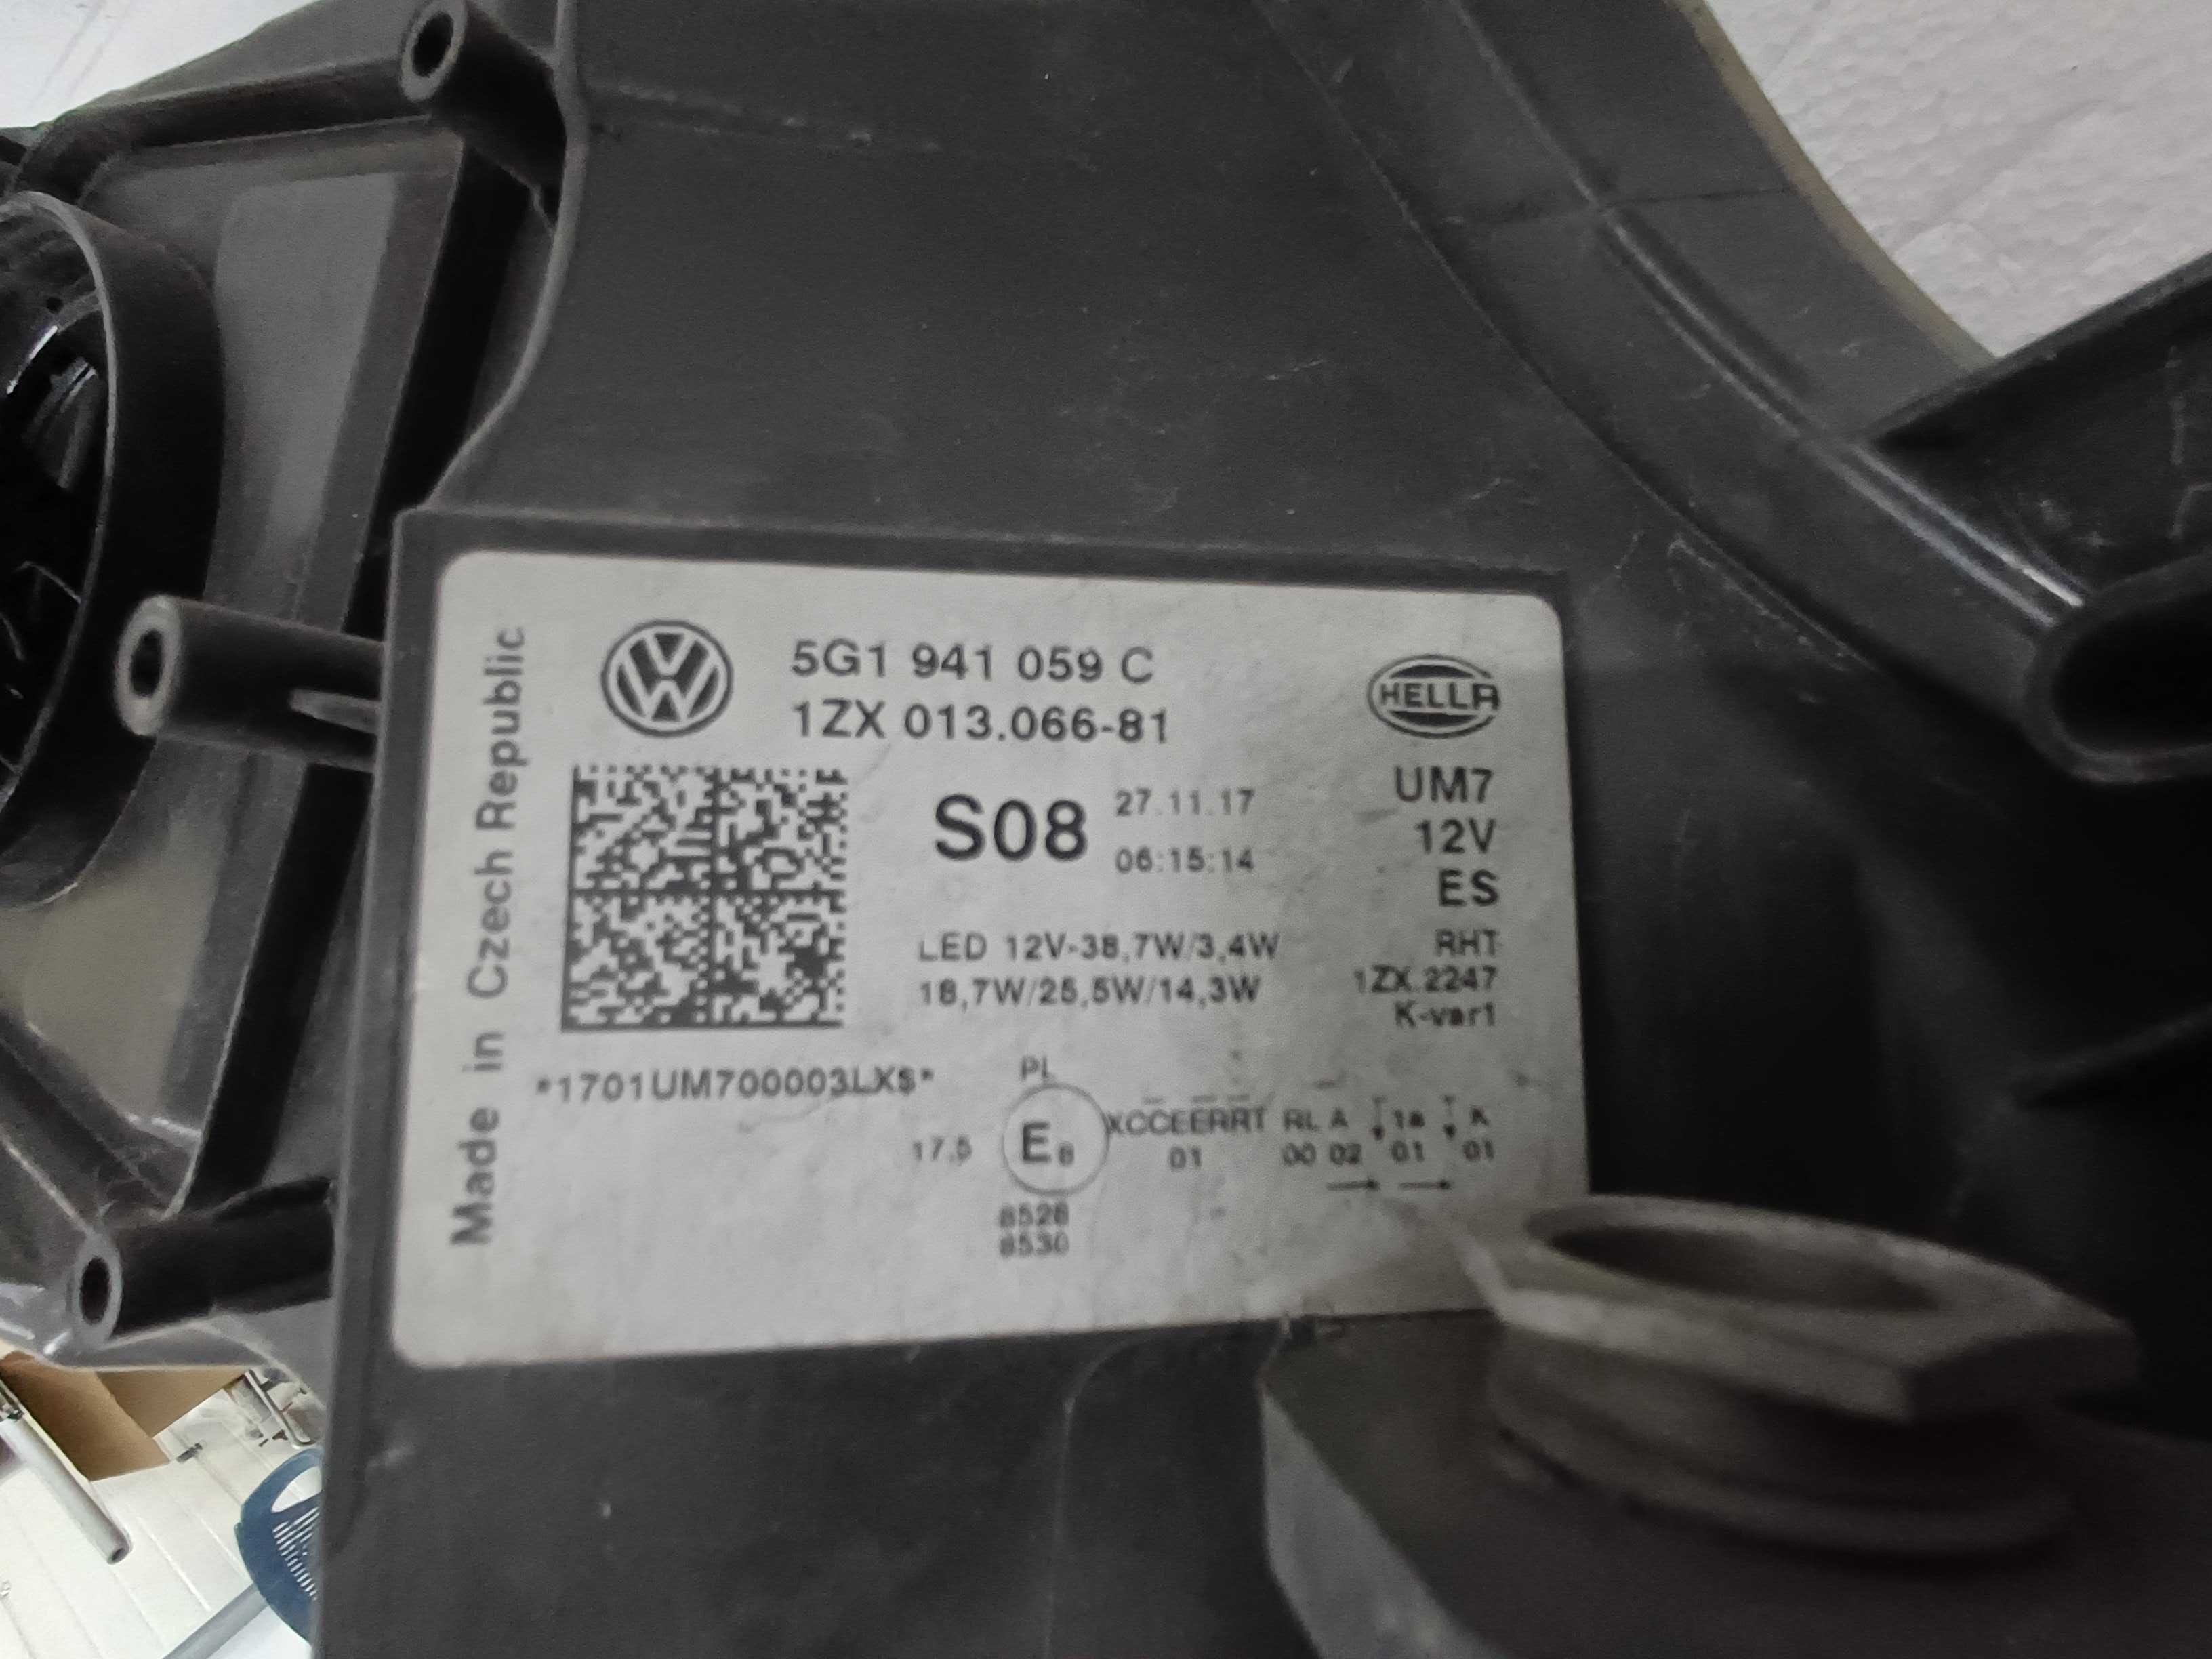 Made in Czech Republic
5G1 941 059 C
1ZX 013.066-81
HELLA
S08
27.11.17
06:15:14
UM7
12V
ES
LED 12V-38,7W/3,4W
18,7W/25,5W/14,3W
RHT
1ZX.2247
K-var1
*1701UM700003LXS*
PL
17,5
E8
XCCEERRT RL A 1a K
01 00 02 01 01
8528
8530